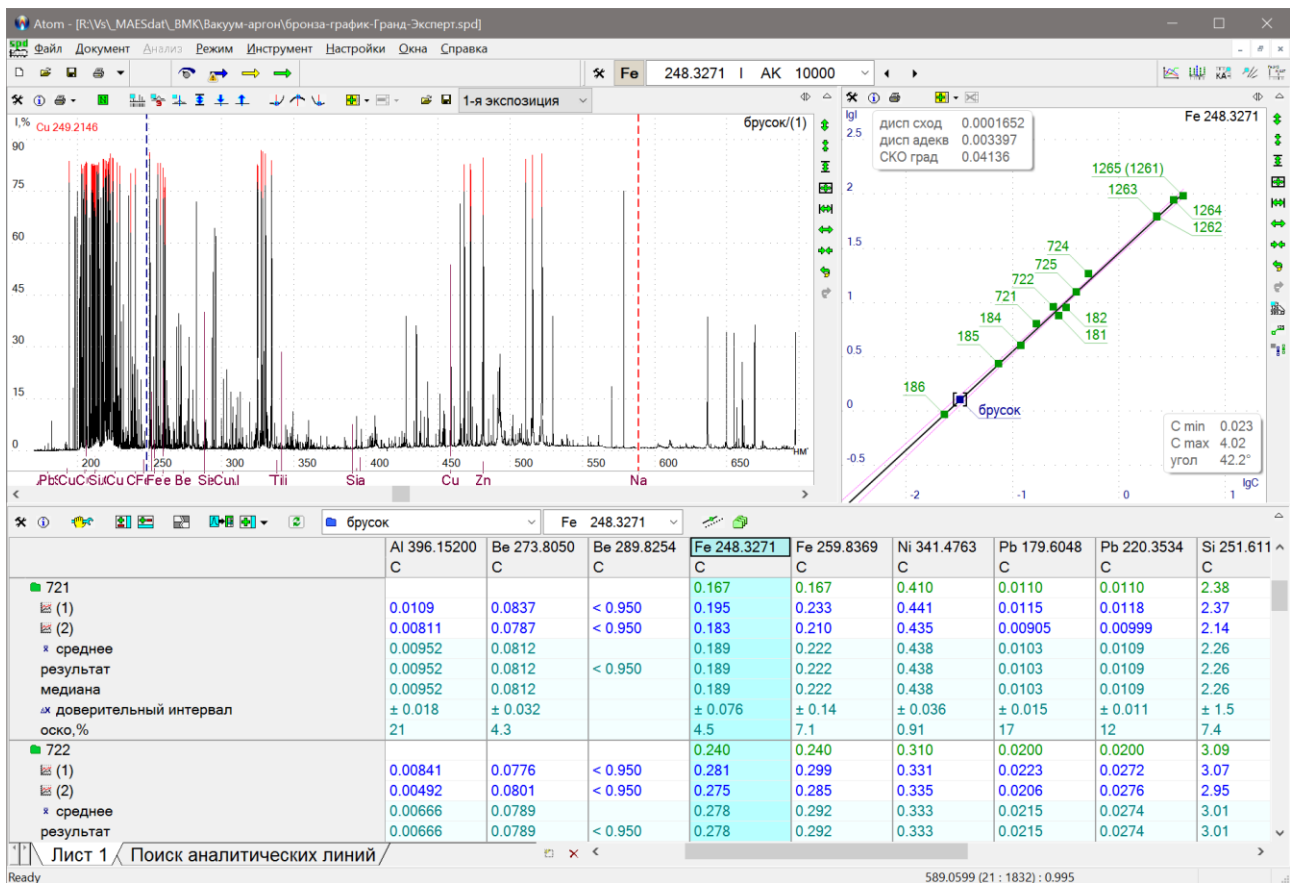 Atom - [R:\Vs\_MAESdat\_ВМК\Вакуум-аргон\бронза-график-Гранд-Эксперт.spd]
Файл Документ Анализ Режим Инструмент Настройки Окна Справка
Fe 248.3271 I АК 10000
1-я экспозиция
I,% Cu 249.2146 брусок/(1)
90
75
60
45
30
15
0
200 250 300 350 400 450 500 550 600 650 нм
Be Cu Zn Na
lgI Fe 248.3271
дисп сход 0.0001652
дисп адекв 0.003397
СКО град 0.04136
2.5
2
1.5
1
0.5
0
-0.5
1265 (1261)
1263
1264
1262
724
725
722
721
184
182
181
185
186
брусок
C min 0.023
C max 4.02
угол 42.2°
-2 -1 0 1 lgC
брусок Fe 248.3271
Al 396.15200 Be 273.8050 Be 289.8254 Fe 248.3271 Fe 259.8369 Ni 341.4763 Pb 179.6048 Pb 220.3534 Si 251.611
C C C C C C C C C
721 0.167 0.167 0.410 0.0110 0.0110 2.38
(1) 0.0109 0.0837 < 0.950 0.195 0.233 0.441 0.0115 0.0118 2.37
(2) 0.00811 0.0787 < 0.950 0.183 0.210 0.435 0.00905 0.00999 2.14
среднее 0.00952 0.0812 0.189 0.222 0.438 0.0103 0.0109 2.26
результат 0.00952 0.0812 < 0.950 0.189 0.222 0.438 0.0103 0.0109 2.26
медиана 0.00952 0.0812 0.189 0.222 0.438 0.0103 0.0109 2.26
доверительный интервал ± 0.018 ± 0.032 ± 0.076 ± 0.14 ± 0.036 ± 0.015 ± 0.011 ± 1.5
оско,% 21 4.3 4.5 7.1 0.91 17 12 7.4
722 0.240 0.240 0.310 0.0200 0.0200 3.09
(1) 0.00841 0.0776 < 0.950 0.281 0.299 0.331 0.0223 0.0272 3.07
(2) 0.00492 0.0801 < 0.950 0.275 0.285 0.335 0.0206 0.0276 2.95
среднее 0.00666 0.0789 0.278 0.292 0.333 0.0215 0.0274 3.01
результат 0.00666 0.0789 < 0.950 0.278 0.292 0.333 0.0215 0.0274 3.01
Лист 1 Поиск аналитических линий
Ready 589.0599 (21 : 1832) : 0.995